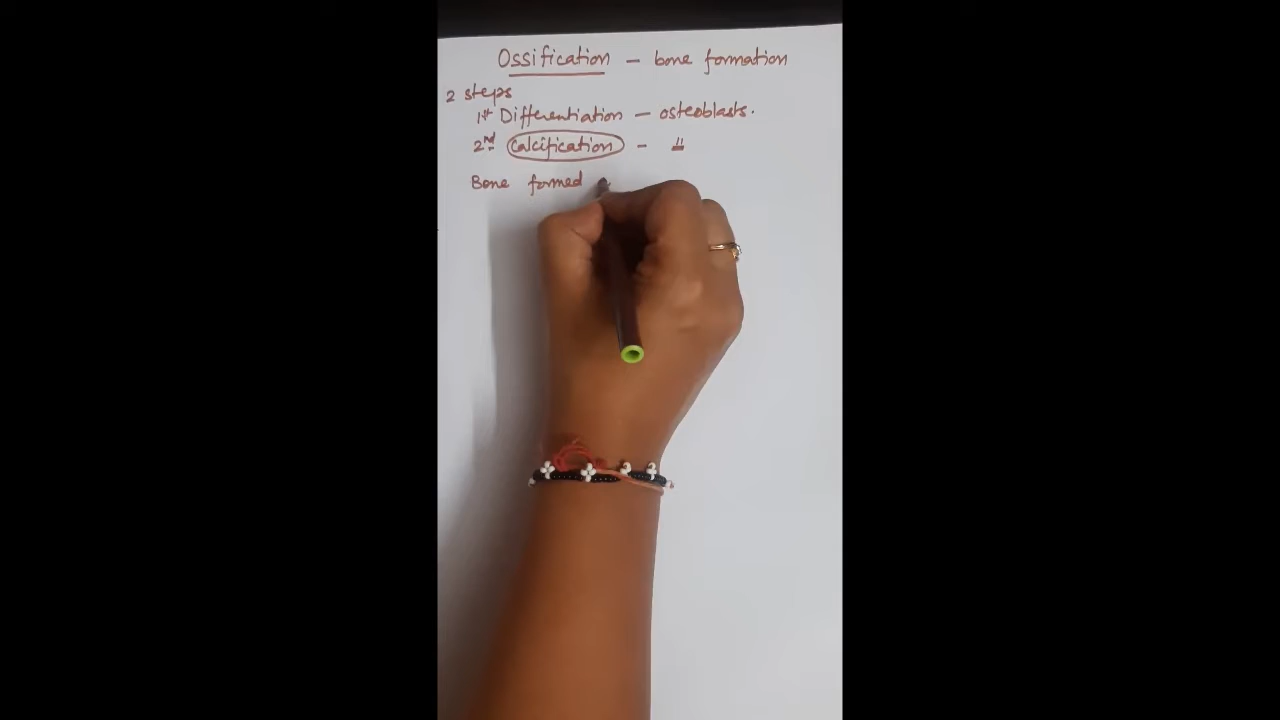 Ossification – bone formation
2 steps
1st Differentiation – osteoblasts.
2nd Calcification – "
Bone formed